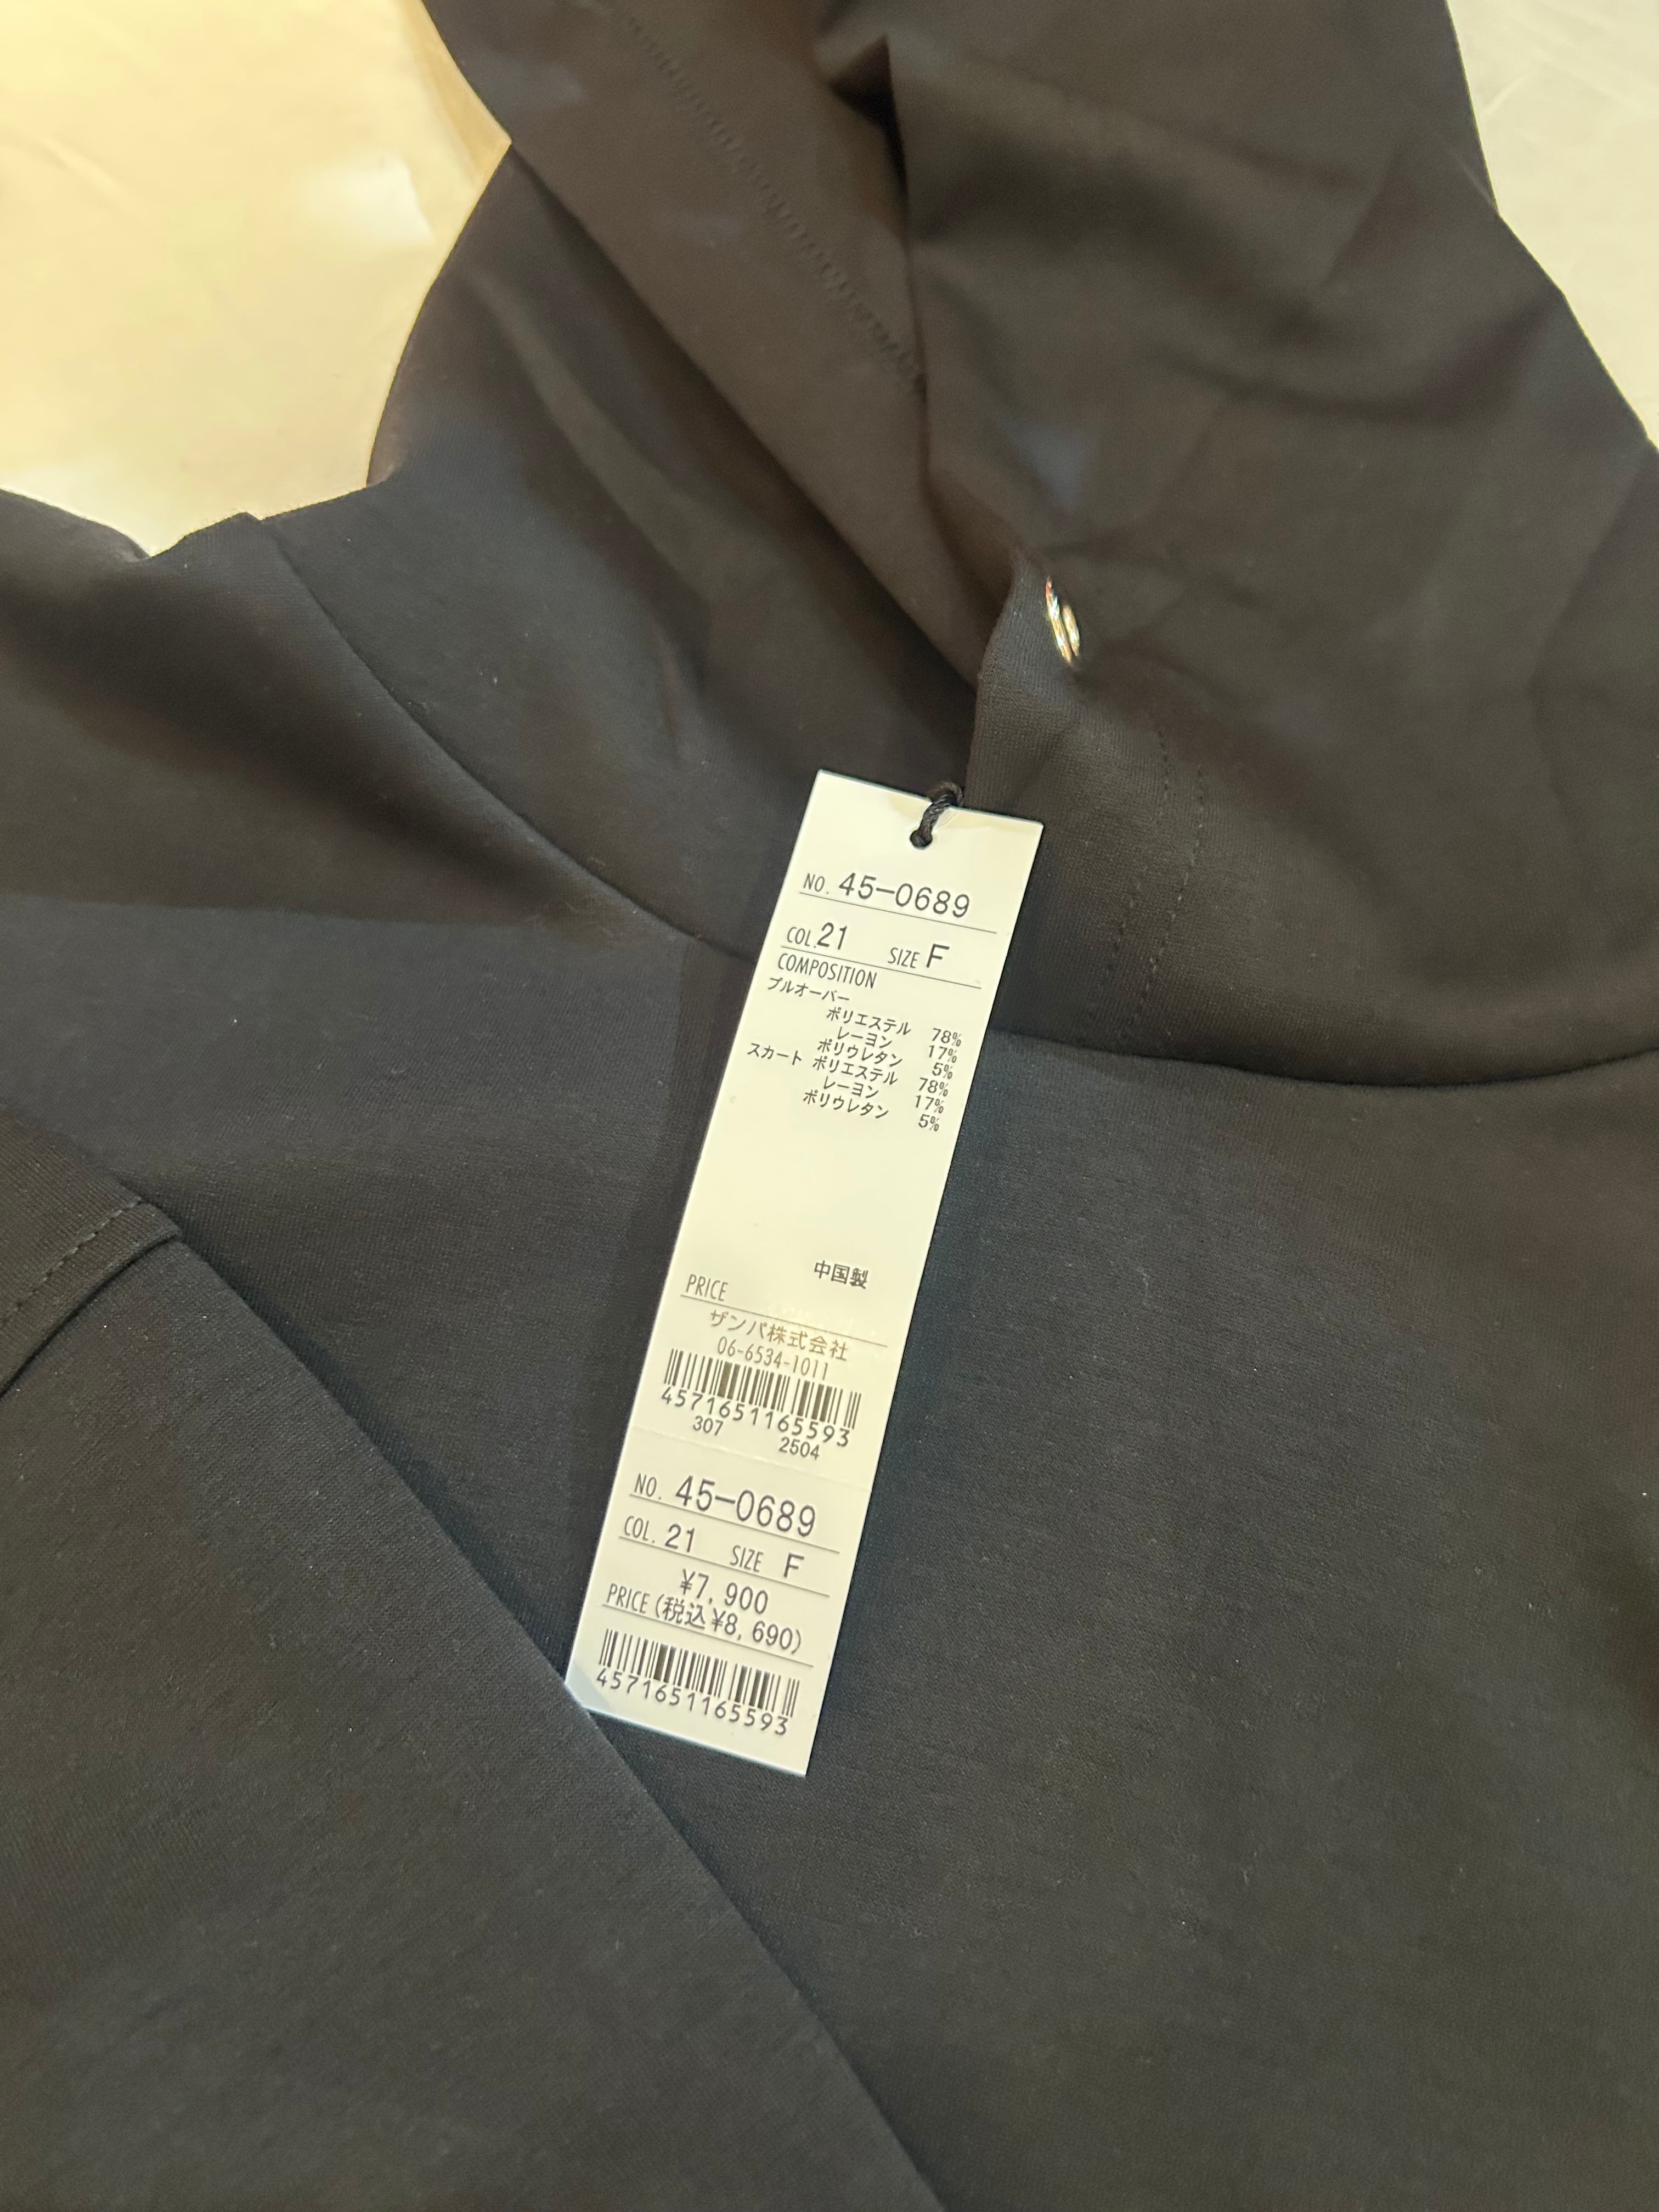 NO. 45-0689
COL. 21 SIZE F
COMPOSITION
プルオーバー
ポリエステル 78%
レーヨン 17%
ポリウレタン 5%
スカート ポリエステル 78%
レーヨン 17%
ポリウレタン 5%
中国製
PRICE
ザンパ株式会社
06-6534-1011
4571651165593
307 2504
NO. 45-0689
COL. 21 SIZE F
¥7,900
PRICE (税込¥8,690)
4571651165593